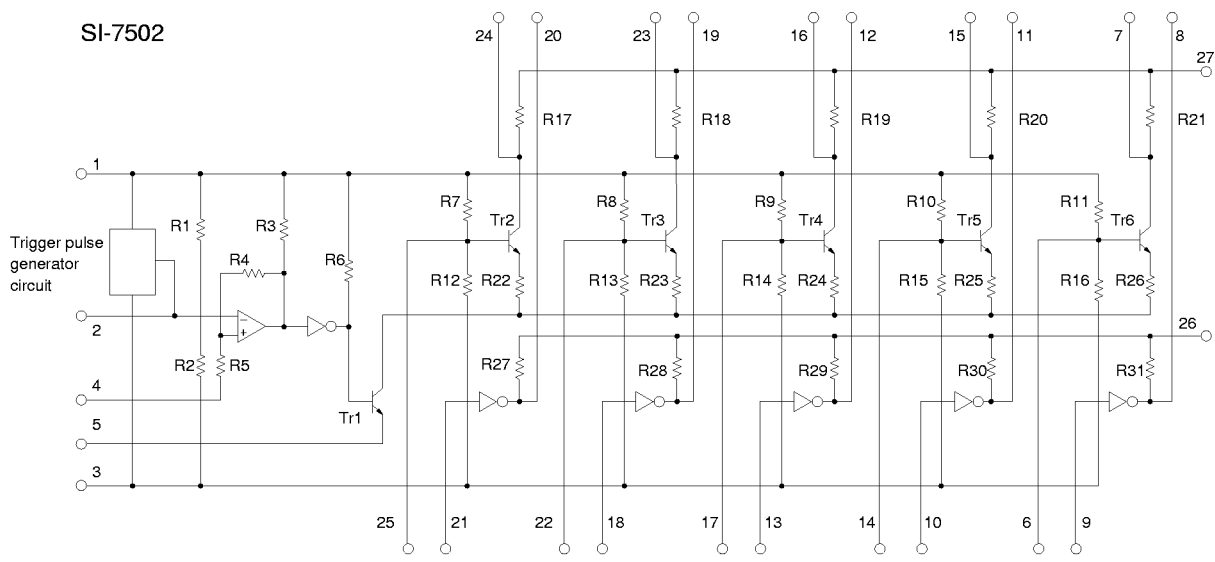 SI-7502
24 20 23 19 16 12 15 11 7 8
27
R17 R18 R19 R20 R21
1
R7 R8 R9 R10 R11
R1 R3 Tr2 Tr3 Tr4 Tr5 Tr6
Trigger pulse
generator
circuit
R4 R6
R12 R22 R13 R23 R14 R24 R15 R25 R16 R26
2
− 
+
26
R2 R5 R27 R28 R29 R30 R31
4
Tr1
5
3
25 21 22 18 17 13 14 10 6 9